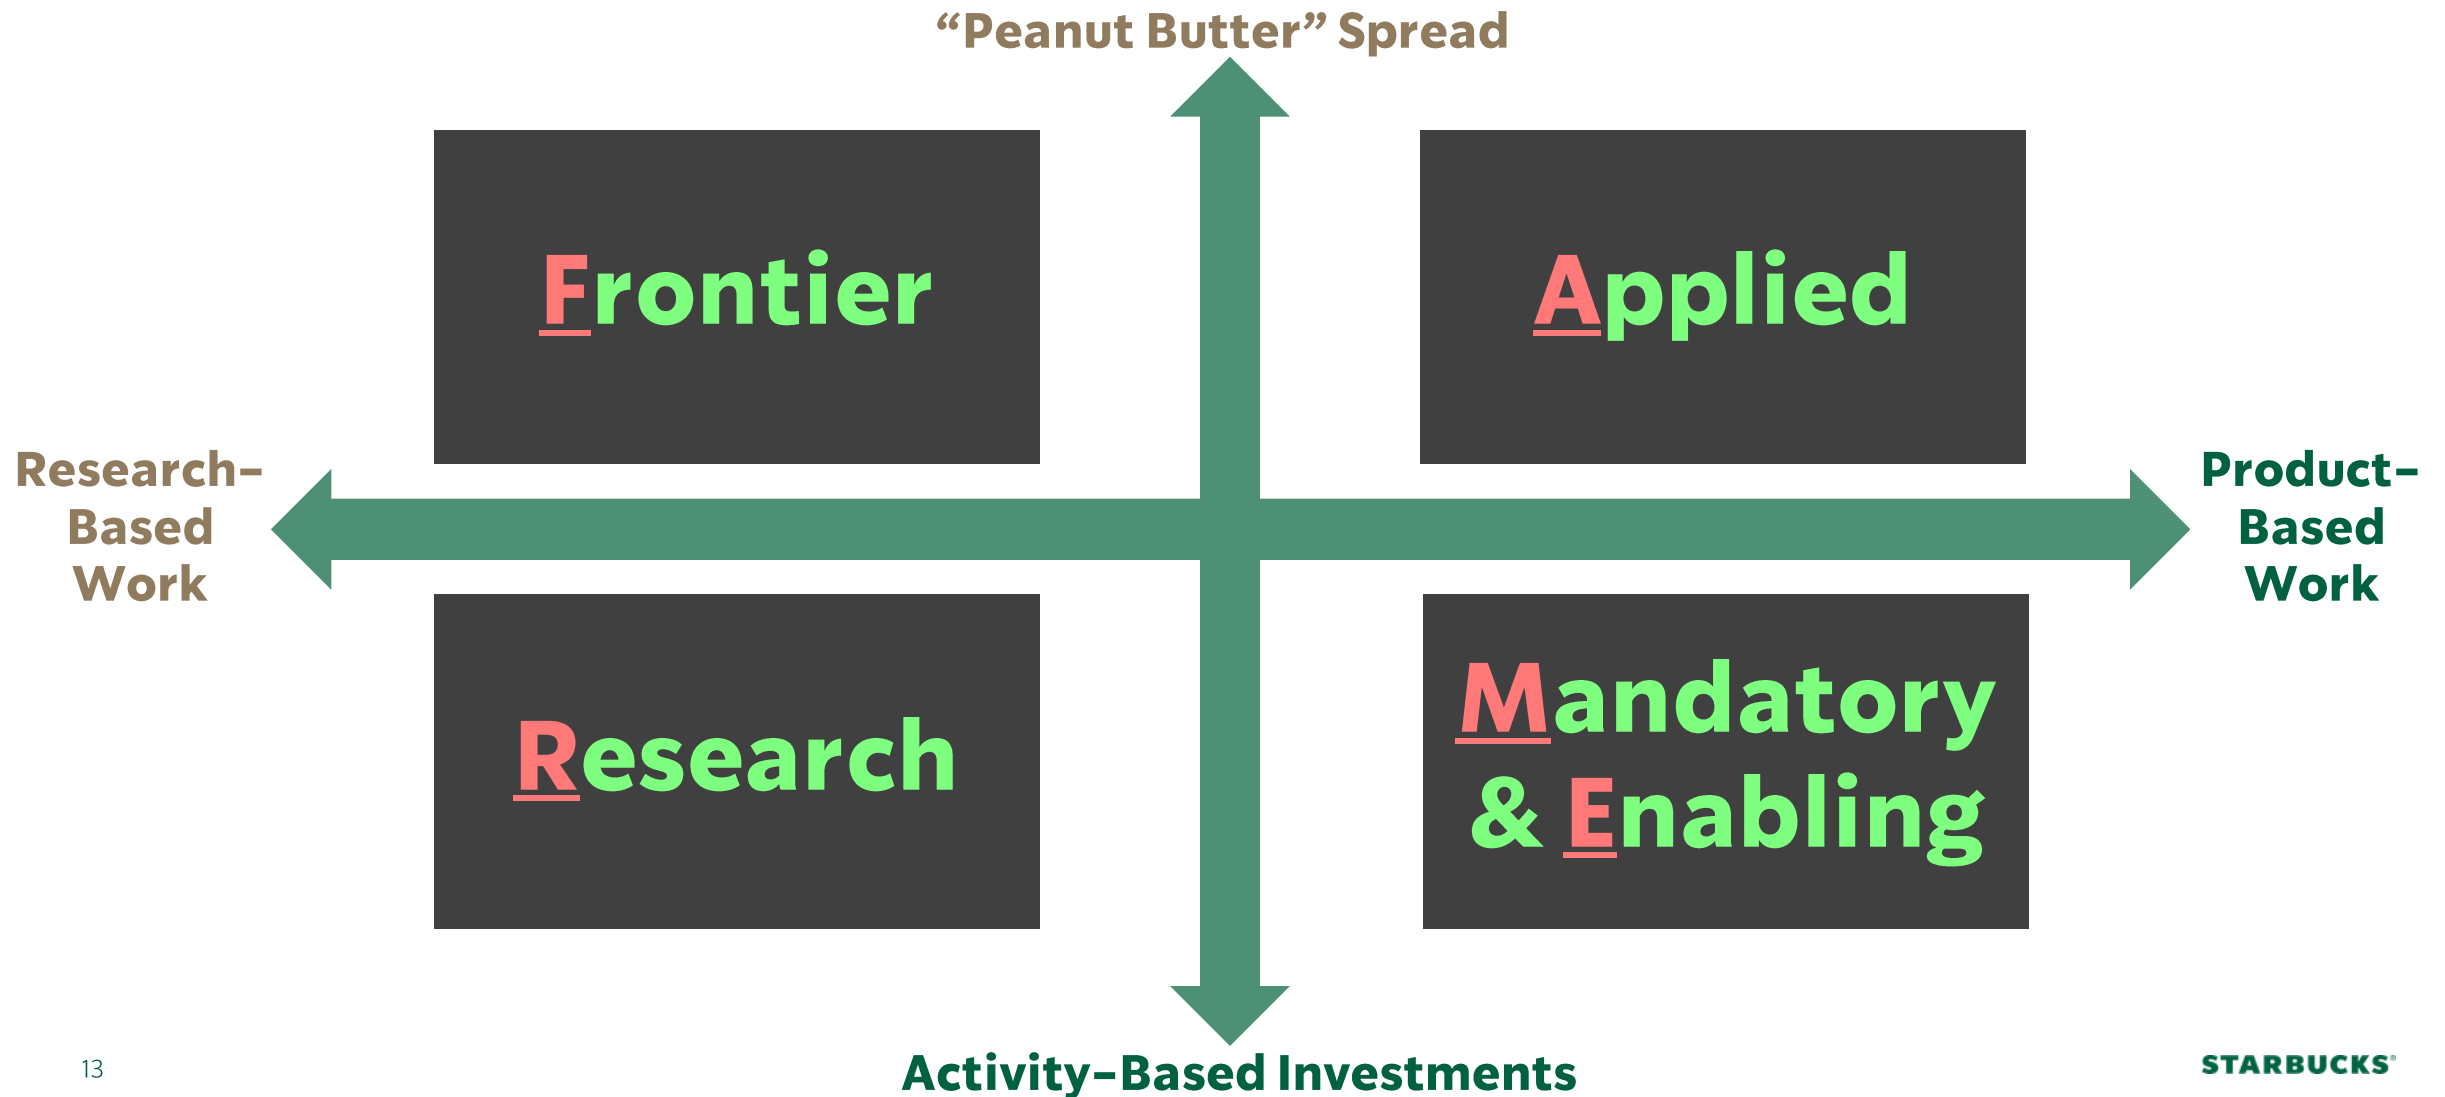 “Peanut Butter” Spread
Frontier
Applied
Research–
Based
Work
Product–
Based
Work
Research
Mandatory
& Enabling
Activity–Based Investments
13
STARBUCKS®